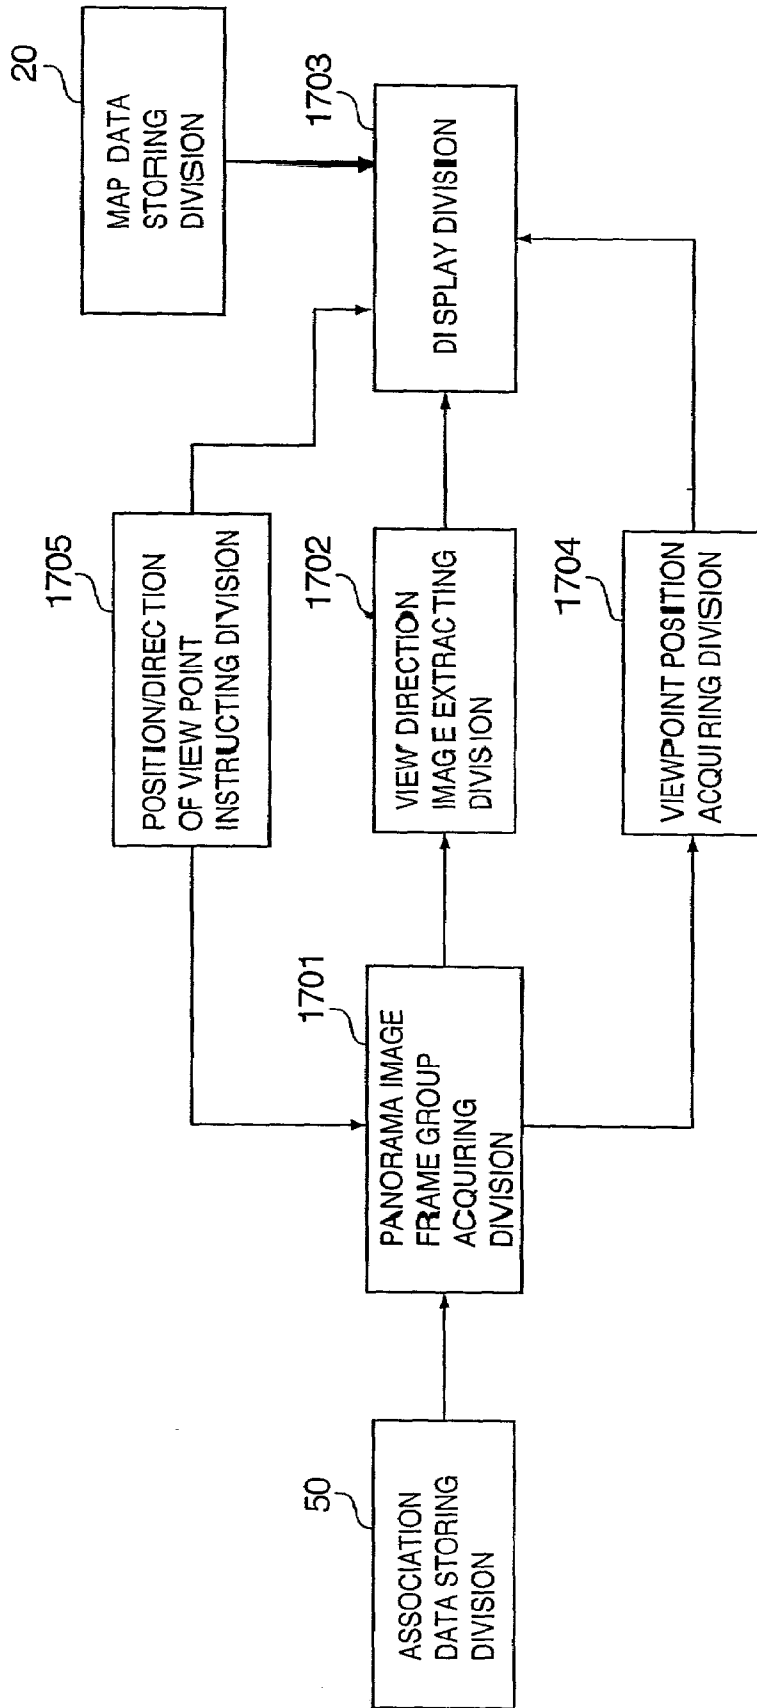 20
MAP DATA
STORING
DIVISION
1703
DISPLAY DIVISION
1705
POSITION/DIRECTION
OF VIEW POINT
INSTRUCTING DIVISION
1702
VIEW DIRECTION
IMAGE EXTRACTING
DIVISION
1704
VIEWPOINT POSITION
ACQUIRING DIVISION
1701
PANORAMA IMAGE
FRAME GROUP
ACQUIRING
DIVISION
50
ASSOCIATION
DATA STORING
DIVISION